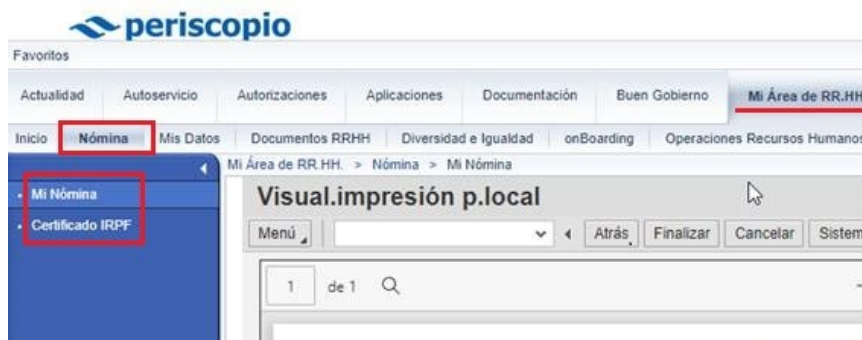 periscopio
Favoritos
Actualidad Autoservicio Autorizaciones Aplicaciones Documentación Buen Gobierno Mi Área de RR.HH
Inicio Nómina Mis Datos Documentos RRHH Diversidad e Igualdad onBoarding Operaciones Recursos Humanos
Mi Área de RR.HH. > Nómina > Mi Nómina
Mi Nómina
Certificado IRPF
Visual.impresión p.local
Menú Atrás Finalizar Cancelar Sistem
1 de 1